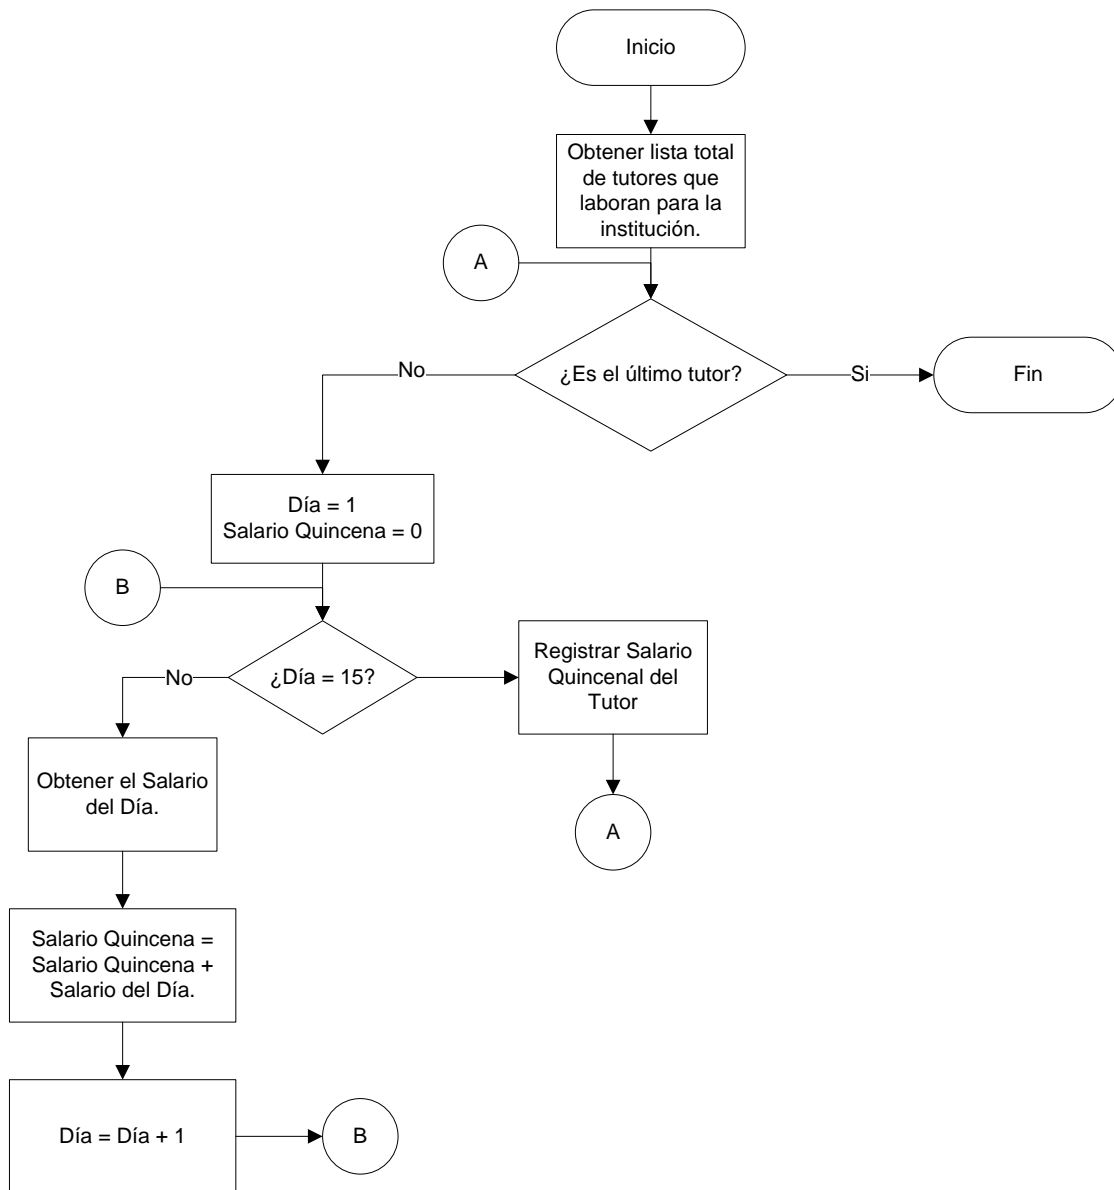 Inicio
Obtener lista total
de tutores que
laboran para la
institución.
A
¿Es el último tutor?
No
Si
Fin
Día = 1
Salario Quincena = 0
B
¿Día = 15?
No
Registrar Salario
Quincenal del
Tutor
A
Obtener el Salario
del Día.
Salario Quincena =
Salario Quincena +
Salario del Día.
Día = Día + 1
B